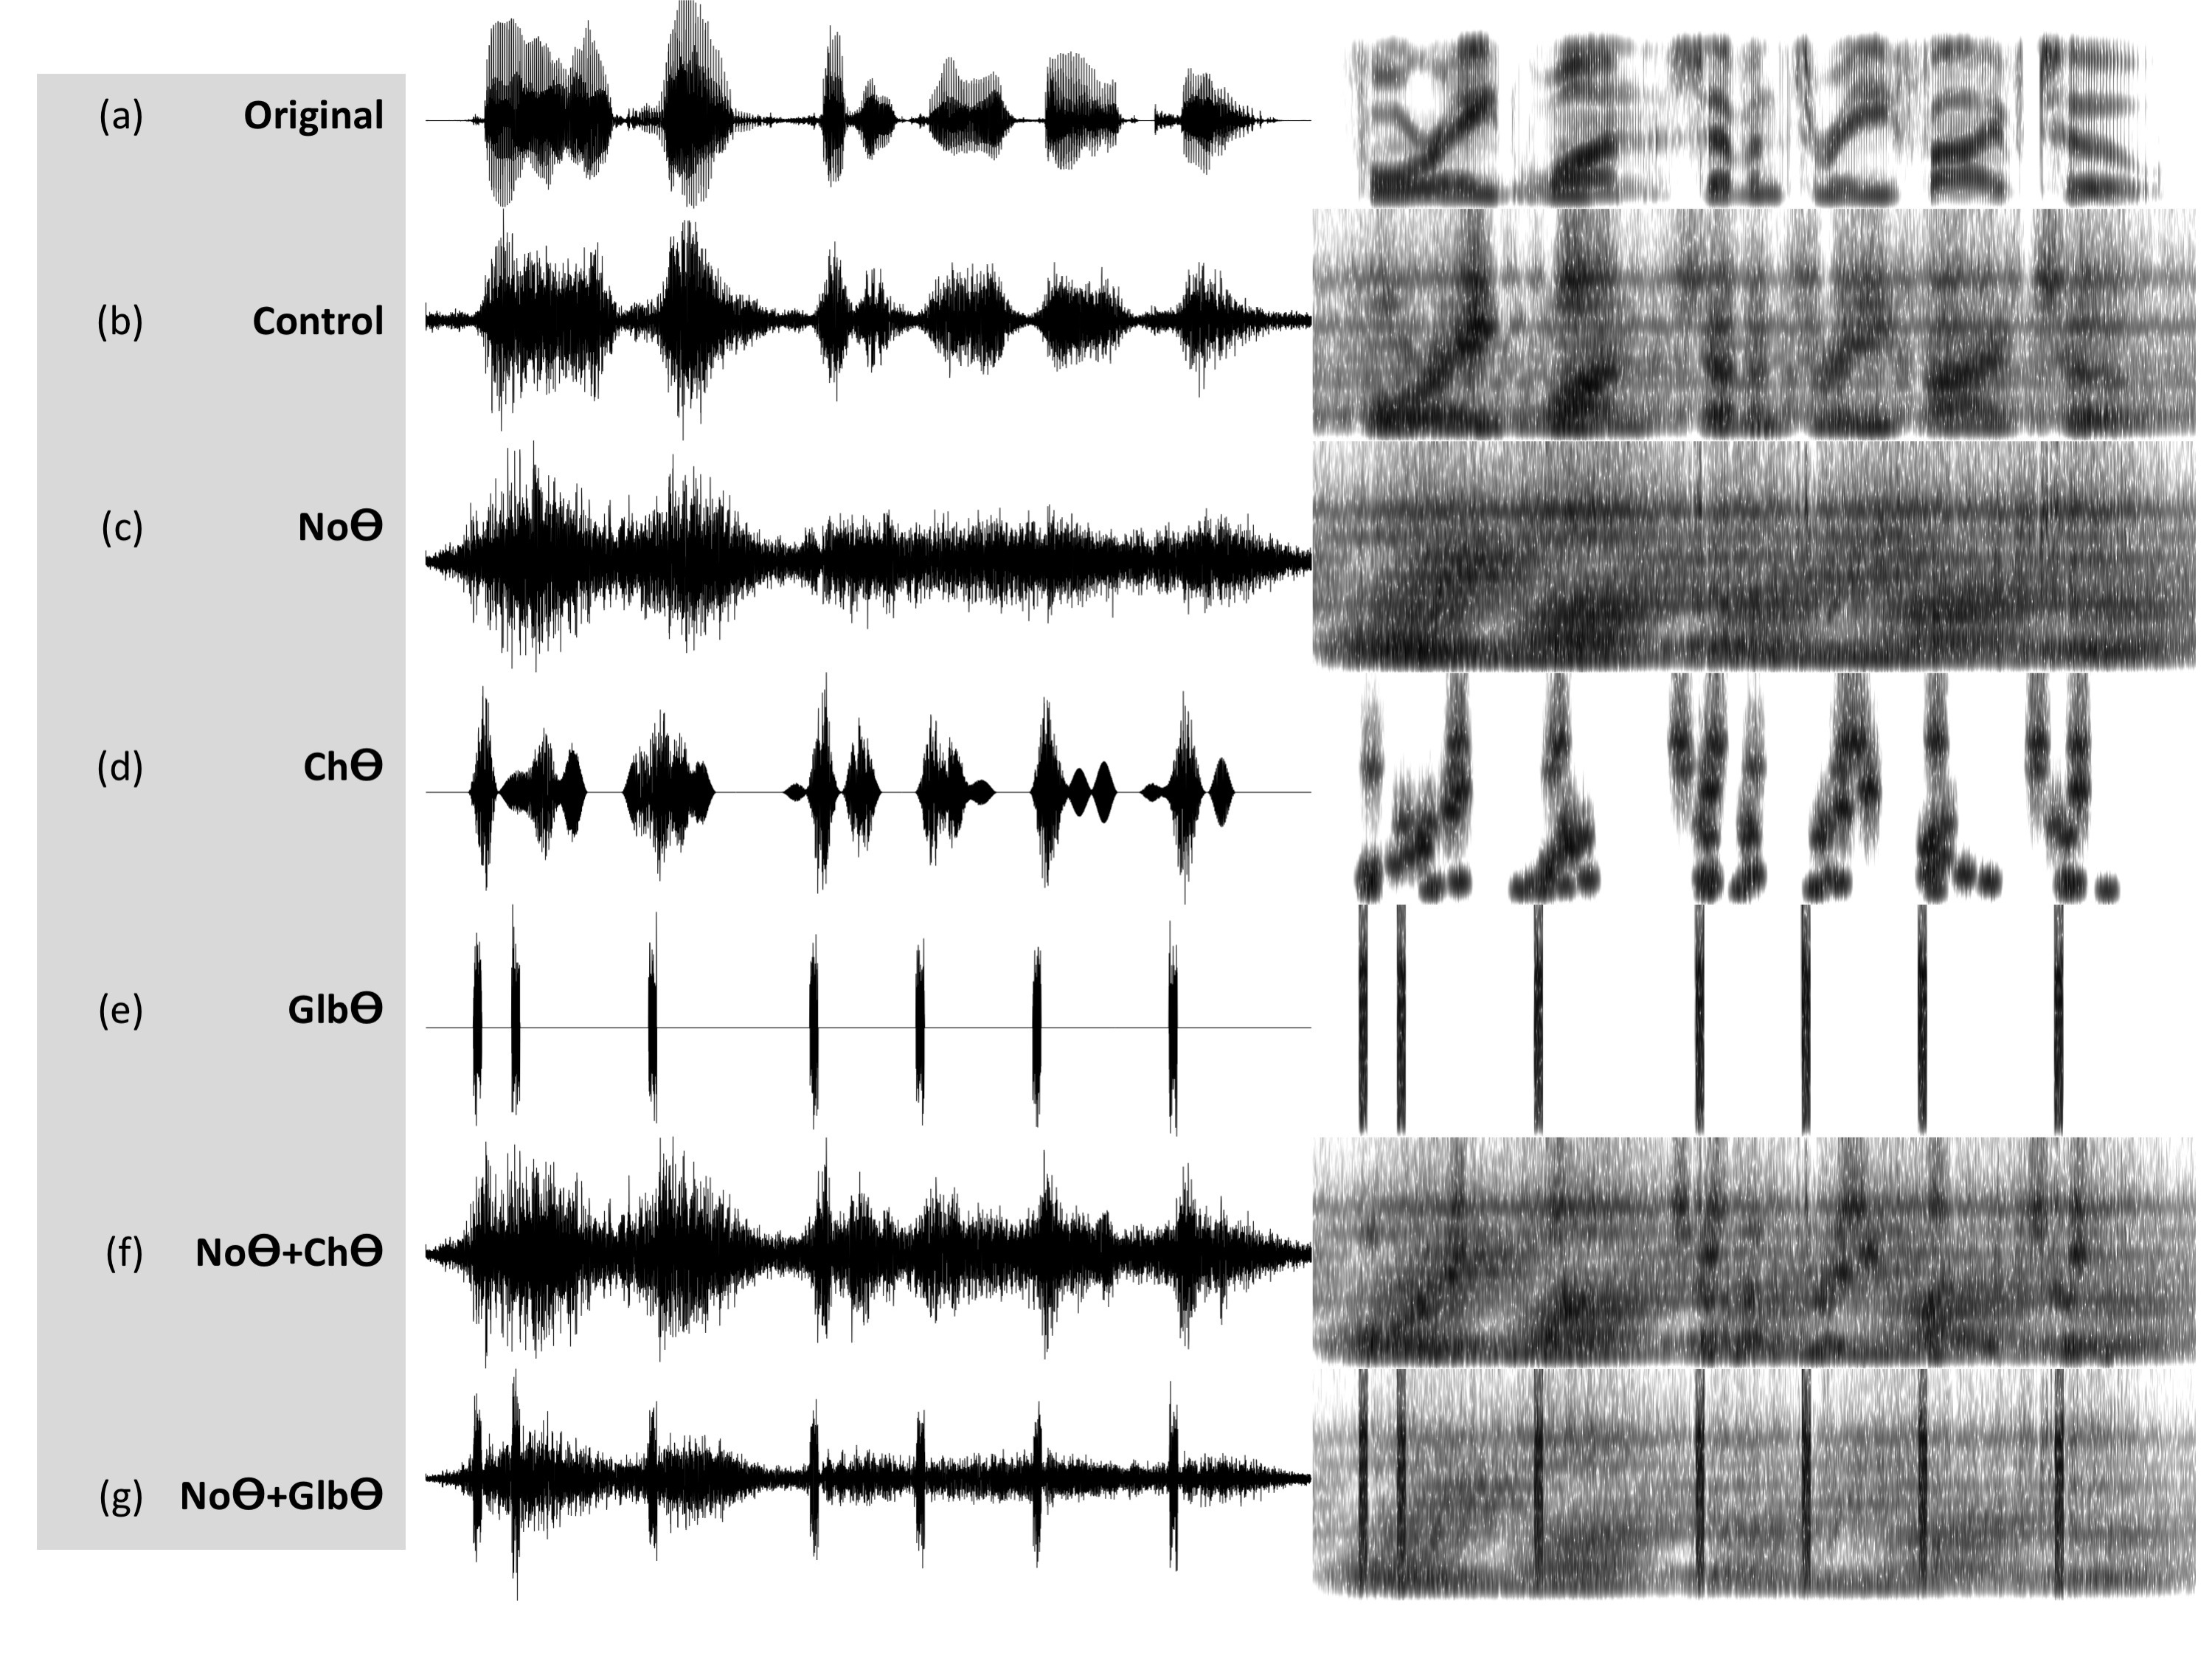 (a) Original
(b) Control
(c) NoΘ
(d) ChΘ
(e) GlbΘ
(f) NoΘ+ChΘ
(g) NoΘ+GlbΘ